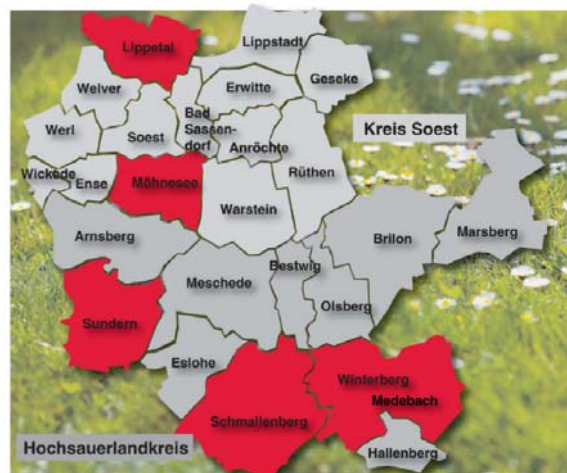 Lippetal
Lippstadt
Welver
Erwitte
Geseke
Bad
Sassen-
dorf
Werl
Soest
Anröchte
Kreis Soest
Wickede
Ense
Möhnesee
Rüthen
Warstein
Arnsberg
Brilon
Marsberg
Bestwig
Meschede
Olsberg
Sundern
Eslohe
Winterberg
Medebach
Schmallenberg
Hallenberg
Hochsauerlandkreis